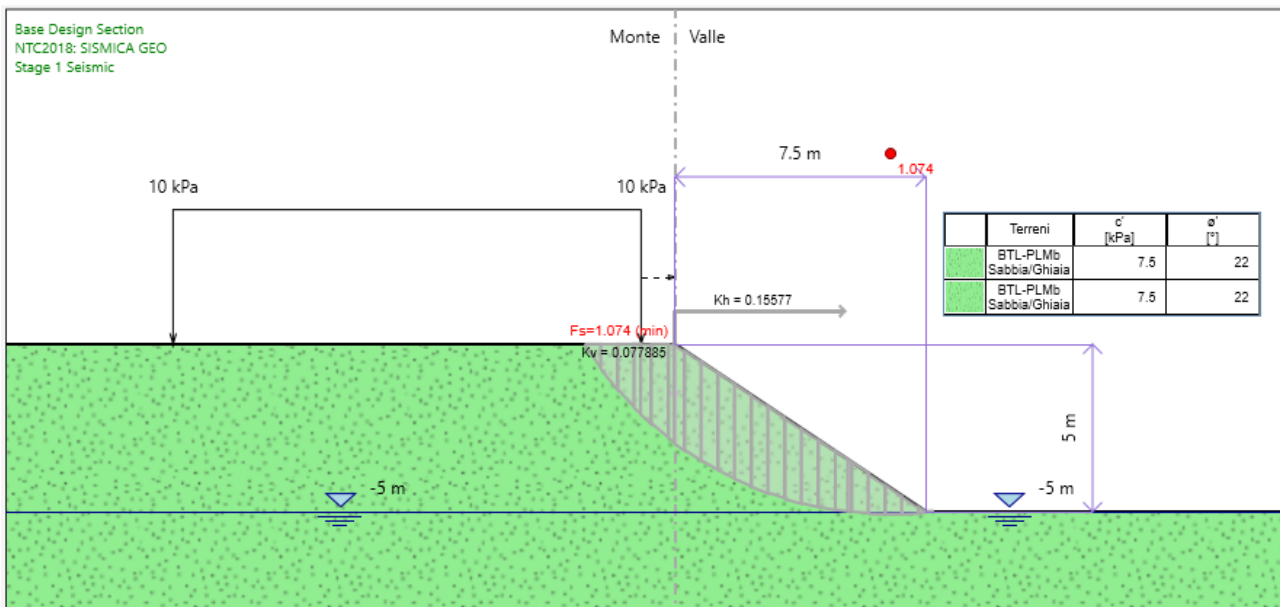 Base Design Section
NTC2018: SISMICA GEO
Stage 1 Seismic
Monte
Valle
7.5 m
1.074
10 kPa
10 kPa
Terreni c' [kPa] ø' [°]
BTL-PLMb Sabbia/Ghiaia 7.5 22
BTL-PLMb Sabbia/Ghiaia 7.5 22
Kh = 0.15577
Fs=1.074 (min)
Kv = 0.077885
5 m
-5 m
-5 m